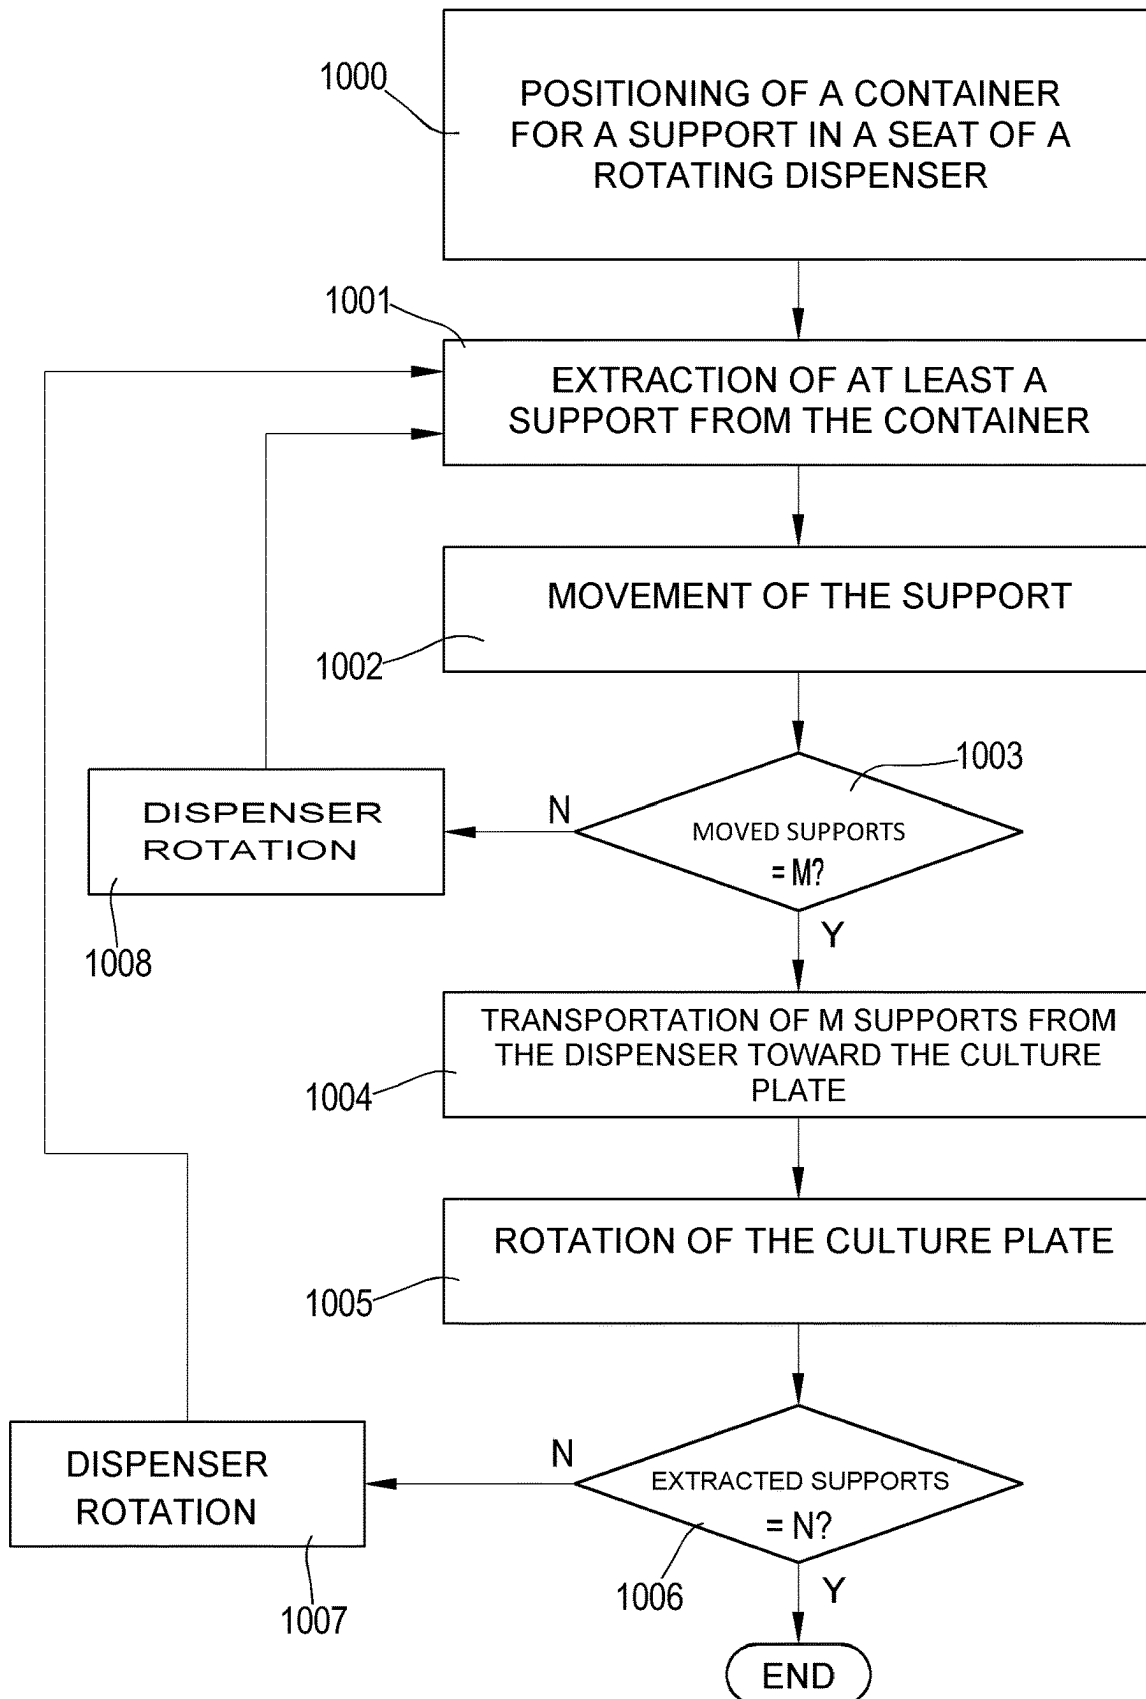 1000
POSITIONING OF A CONTAINER
FOR A SUPPORT IN A SEAT OF A
ROTATING DISPENSER
1001
EXTRACTION OF AT LEAST A
SUPPORT FROM THE CONTAINER
MOVEMENT OF THE SUPPORT
1002
1003
MOVED SUPPORTS
= M?
N
Y
DISPENSER
ROTATION
1008
TRANSPORTATION OF M SUPPORTS FROM
THE DISPENSER TOWARD THE CULTURE
PLATE
1004
ROTATION OF THE CULTURE PLATE
1005
EXTRACTED SUPPORTS
= N?
1006
N
Y
DISPENSER
ROTATION
1007
END